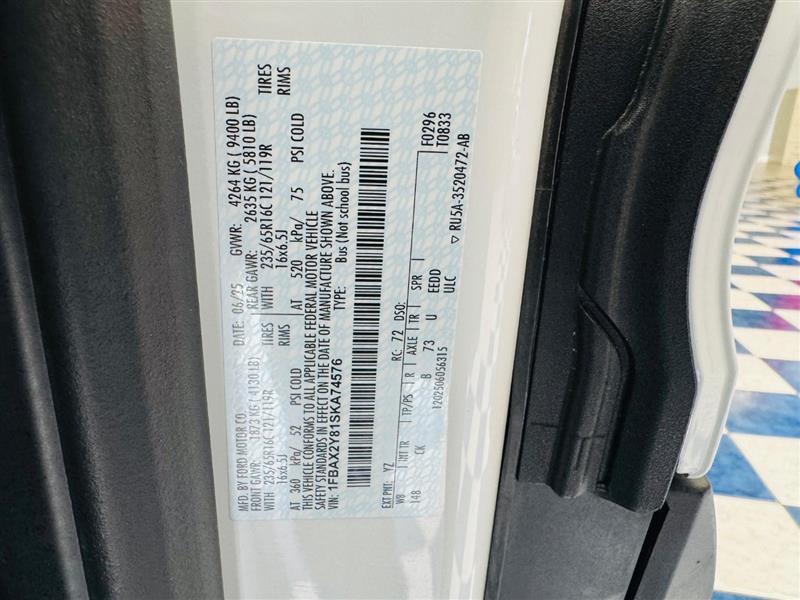 MFD. BY FORD MOTOR CO. DATE: 06/25 GVWR: 4264 KG ( 9400 LB)
FRONT GAWR: 1873 KG ( 4130 LB) REAR GAWR: 2635 KG ( 5810 LB)
WITH 235/65R16C 121/119R TIRES WITH 235/65R16C 121/119R TIRES
16x6.5J RIMS 16x6.5J RIMS
AT 360 kPa/ 52 PSI COLD AT 520 kPa/ 75 PSI COLD
THIS VEHICLE CONFORMS TO ALL APPLICABLE FEDERAL MOTOR VEHICLE
SAFETY STANDARDS IN EFFECT ON THE DATE OF MANUFACTURE SHOWN ABOVE.
VIN: 1FBAX2Y81SKA74576 TYPE: Bus (Not school bus)
F0296
T0833
EXT PNT: YZ RC: 72 DSO:
WB INT TR TP/PS R AXLE TR SPR
148 CK B 73 U EEDD
ULC
1202506056315
▽ RU5A-3520472-AB